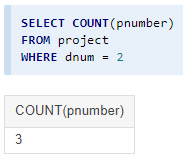 SELECT COUNT(pnumber)
FROM project
WHERE dnum = 2
COUNT(pnumber)
3